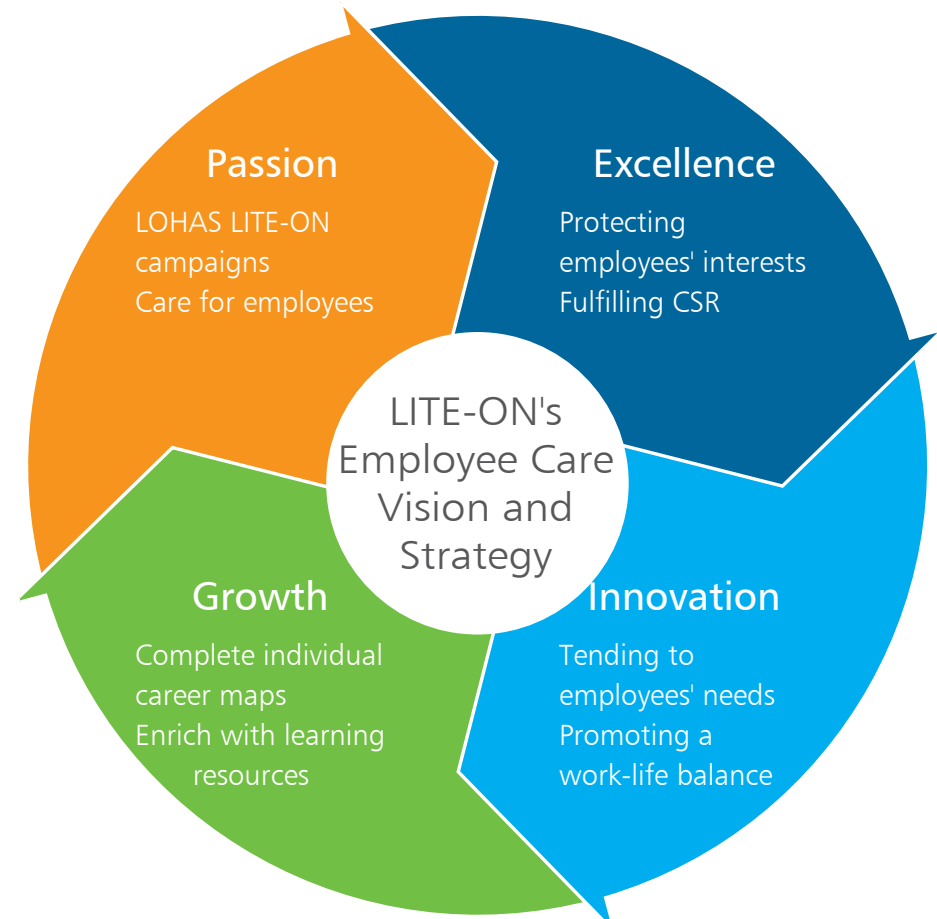 Passion
LOHAS LITE-ON
campaigns
Care for employees
Excellence
Protecting
employees' interests
Fulfilling CSR
LITE-ON's
Employee Care
Vision and
Strategy
Growth
Complete individual
career maps
Enrich with learning
resources
Innovation
Tending to
employees' needs
Promoting a
work-life balance